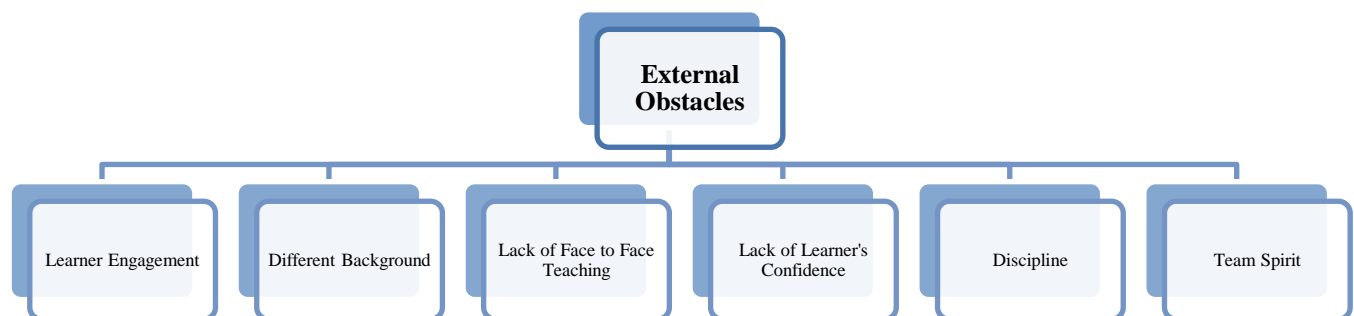 External
Obstacles
Learner Engagement
Different Background
Lack of Face to Face
Teaching
Lack of Learner's
Confidence
Discipline
Team Spirit